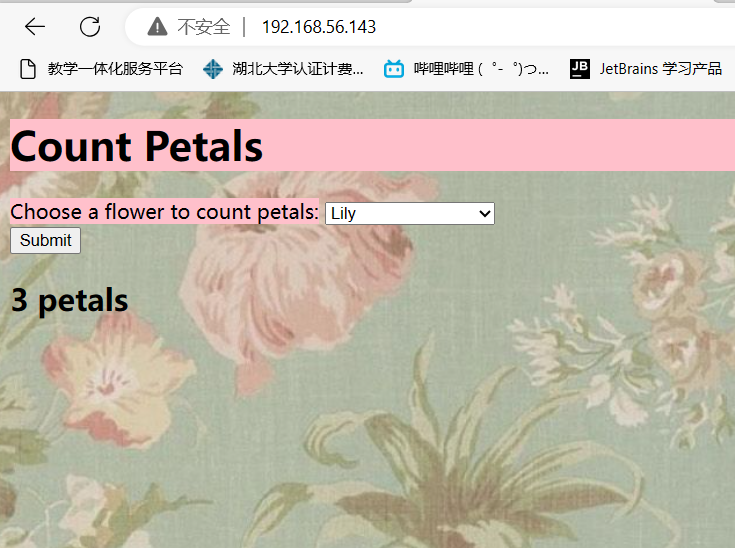 不安全 | 192.168.56.143
教学一体化服务平台 湖北大学认证计费... 哔哩哔哩 (゜-゜)つ... JB JetBrains 学习产品
Count Petals
Choose a flower to count petals: Lily
Submit
3 petals